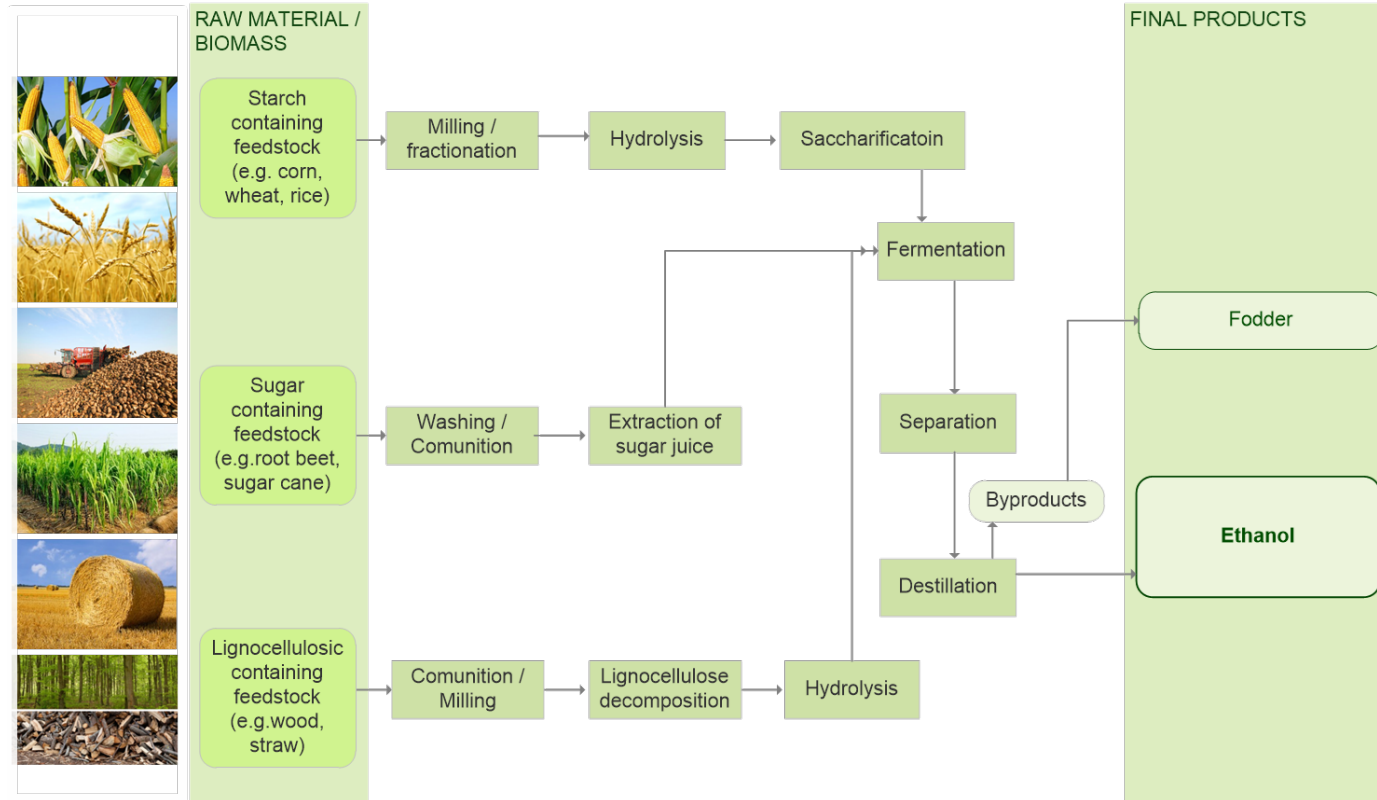 RAW MATERIAL /
BIOMASS
FINAL PRODUCTS
Starch
containing
feedstock
(e.g. corn,
wheat, rice)
Milling /
fractionation
Hydrolysis
Saccharificatoin
Fermentation
Fodder
Sugar
containing
feedstock
(e.g.root beet,
sugar cane)
Washing /
Comunition
Extraction of
sugar juice
Separation
Byproducts
Ethanol
Destillation
Lignocellulosic
containing
feedstock
(e.g.wood,
straw)
Comunition /
Milling
Lignocellulose
decomposition
Hydrolysis